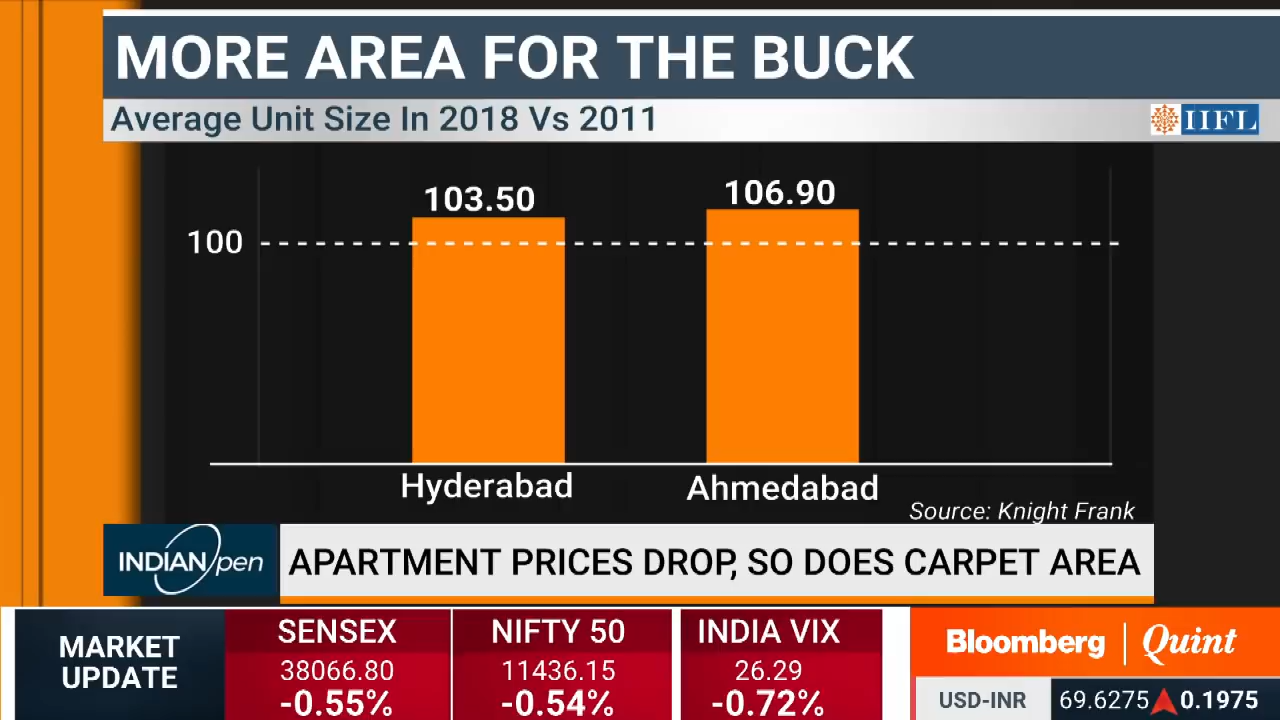 MORE AREA FOR THE BUCK
Average Unit Size In 2018 Vs 2011
IIFL
103.50
106.90
100
Hyderabad
Ahmedabad
Source: Knight Frank
INDIAN Open
APARTMENT PRICES DROP, SO DOES CARPET AREA
MARKET
UPDATE
SENSEX
38066.80
-0.55%
NIFTY 50
11436.15
-0.54%
INDIA VIX
26.29
-0.72%
Bloomberg | Quint
USD-INR
69.6275
0.1975